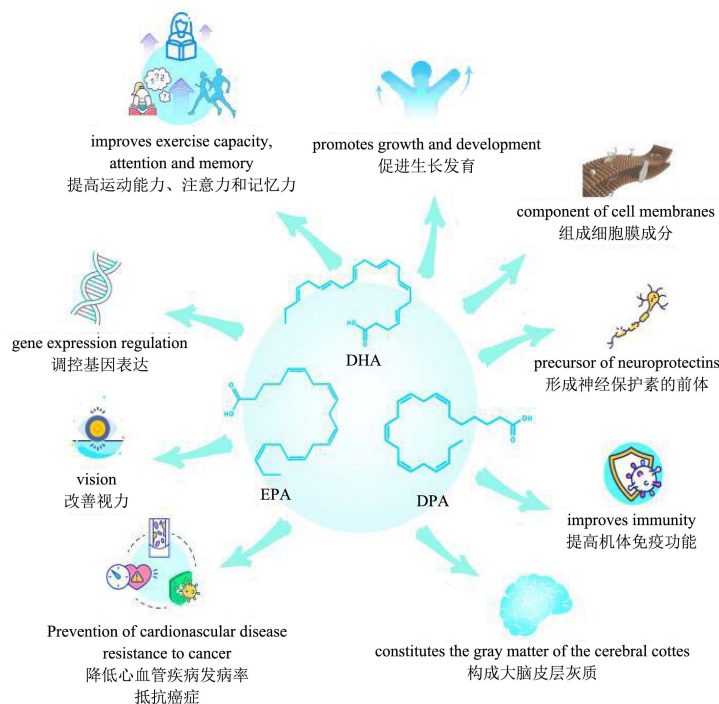 improves exercise capacity,
attention and memory
提高运动能力、注意力和记忆力
promotes growth and development
促进生长发育
component of cell membranes
组成细胞膜成分
gene expression regulation
调控基因表达
HO
O
DHA
precursor of neuroprotectins
形成神经保护素的前体
O
HO
EPA
OH
O
DPA
vision
改善视力
improves immunity
提高机体免疫功能
Prevention of cardionascular disease
resistance to cancer
降低心血管疾病发病率
抵抗癌症
constitutes the gray matter of the cerebral cottes
构成大脑皮层灰质